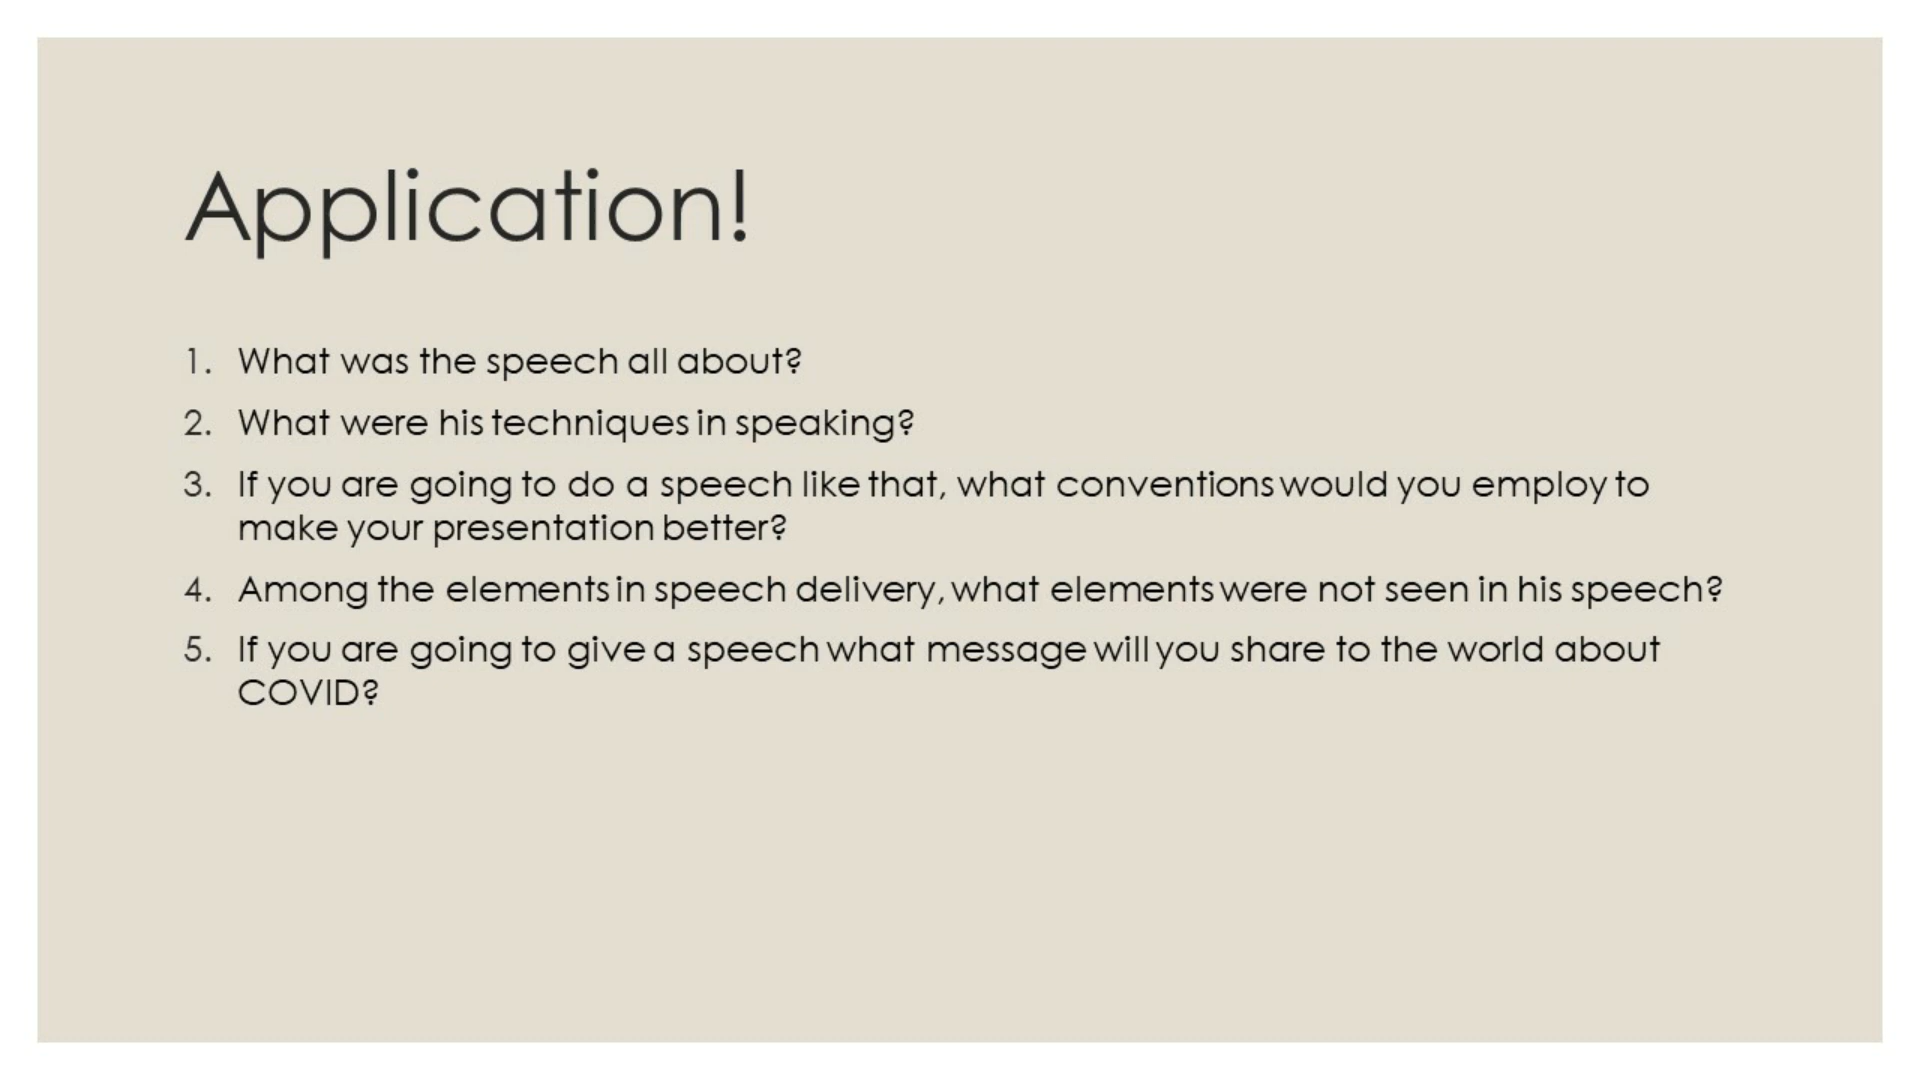 Application!
1. What was the speech all about?
2. What were his techniques in speaking?
3. If you are going to do a speech like that, what conventions would you employ to
make your presentation better?
4. Among the elements in speech delivery, what elements were not seen in his speech?
5. If you are going to give a speech what message will you share to the world about
COVID?